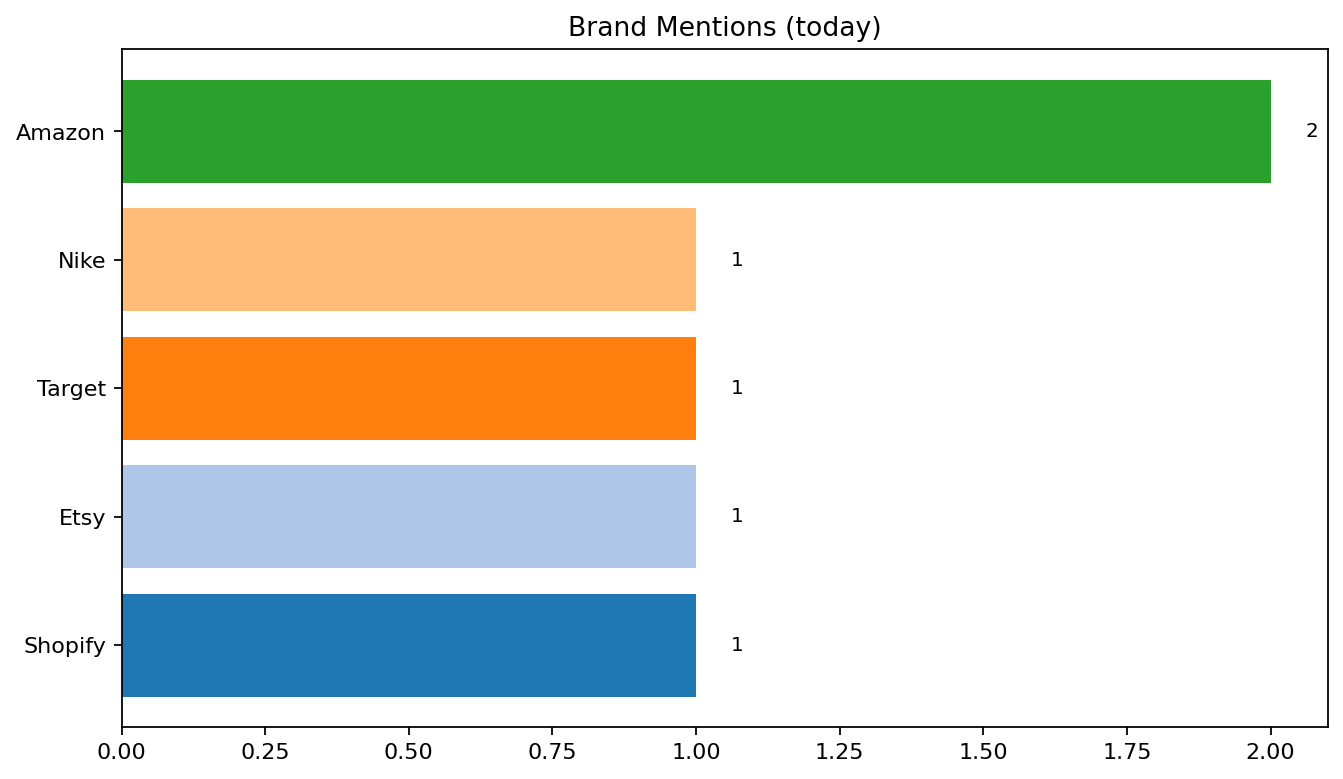 Brand Mentions (today)
Amazon 2
Nike 1
Target 1
Etsy 1
Shopify 1
0.00 0.25 0.50 0.75 1.00 1.25 1.50 1.75 2.00